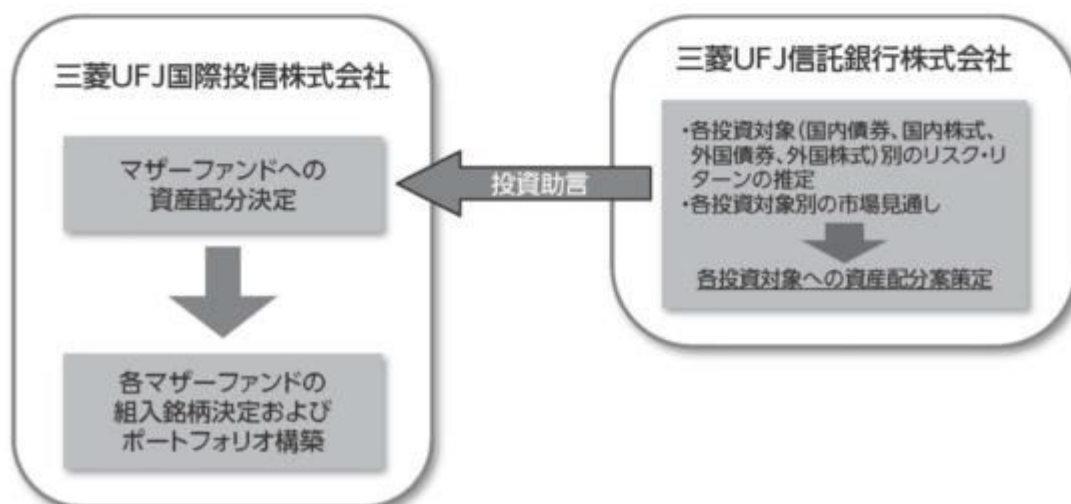 三菱UFJ国際投信株式会社
マザーファンドへの
資産配分決定
各マザーファンドの
組入銘柄決定および
ポートフォリオ構築
投資助言
三菱UFJ信託銀行株式会社
・各投資対象(国内債券、国内株式、
外国債券、外国株式)別のリスク・リ
ターンの推定
・各投資対象別の市場見通し
各投資対象への資産配分案策定